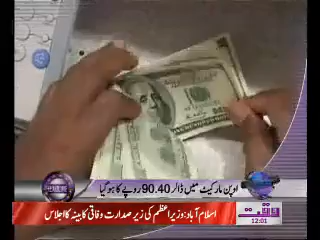 اوپن مارکیٹ میں ڈالر 90.40 روپے کا ہو گیا
اسلام آباد: وزیراعظم کی زیر صدارت وفاقی کابینہ کا اجلاس
وقت
12:01